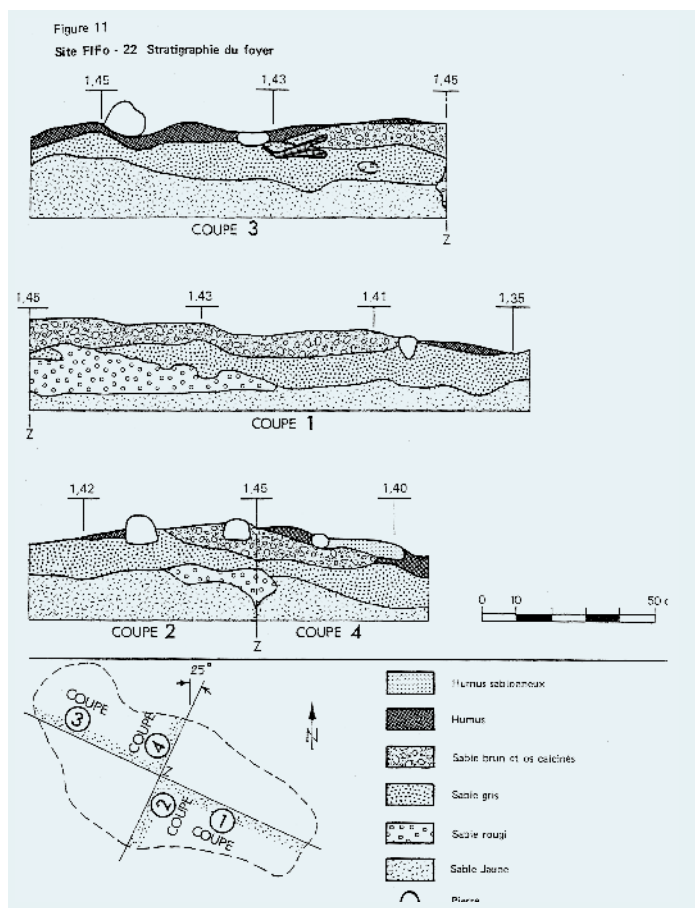 Figure 11
Site FIFo - 22 Stratigraphie du foyer
1,45 1,43 1,45
COUPE 3
Z
1,45 1,43 1,41 1,35
Z
COUPE 1
1,42 1,45 1,40
COUPE 2 COUPE 4
Z
0 10 50 c
25°
COUPE
3
COUPE
4
N
Z
2
COUPE
1
COUPE
Humus sablonneux
Humus
Sable brun et os calcinés
Sable gris
Sable rougi
Sable Jaune
Pierre